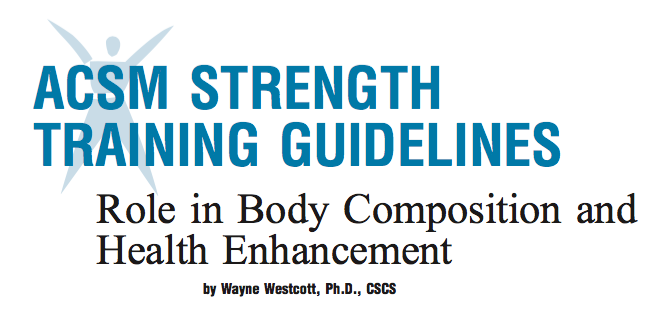 ACSM STRENGTH
TRAINING GUIDELINES
Role in Body Composition and
Health Enhancement
by Wayne Westcott, Ph.D., CSCS